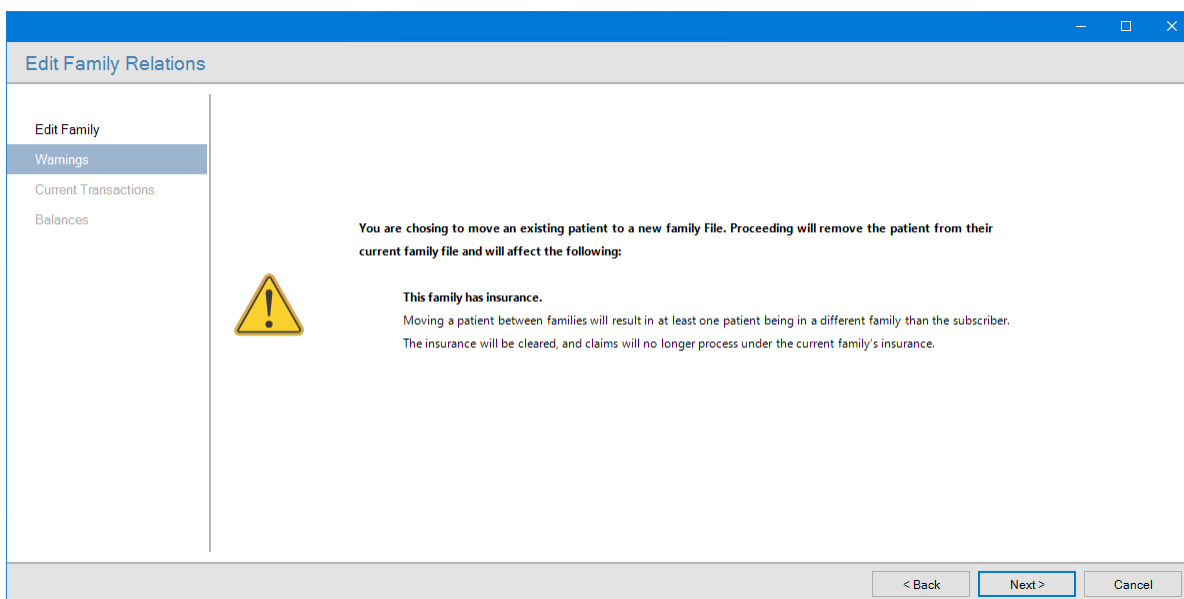 Edit Family Relations
Edit Family
Warnings
Current Transactions
Balances
You are chosing to move an existing patient to a new family File. Proceeding will remove the patient from their
current family file and will affect the following:
This family has insurance.
Moving a patient between families will result in at least one patient being in a different family than the subscriber.
The insurance will be cleared, and claims will no longer process under the current family's insurance.
< Back
Next >
Cancel